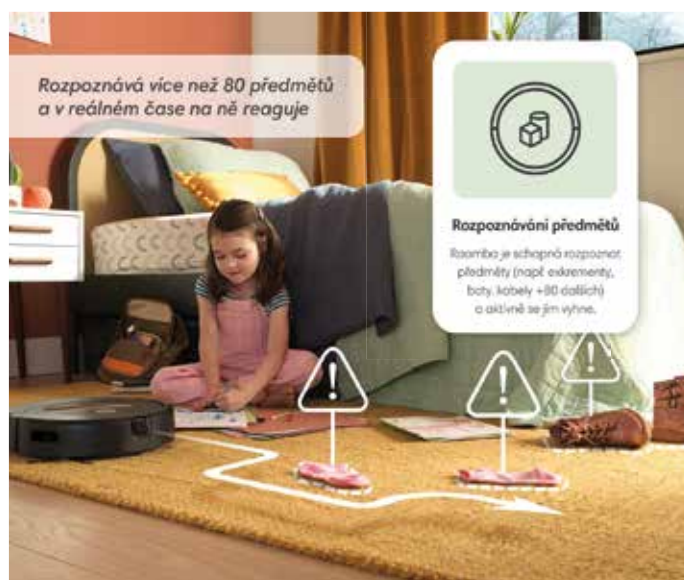 Rozpoznává více než 80 předmětů
a v reálném čase na ně reaguje
Rozpoznávání předmětů
Roomba je schopná rozpoznat
předměty (např. exkrementy,
boty, kabely +80 dalších)
a aktivně se jim vyhne.